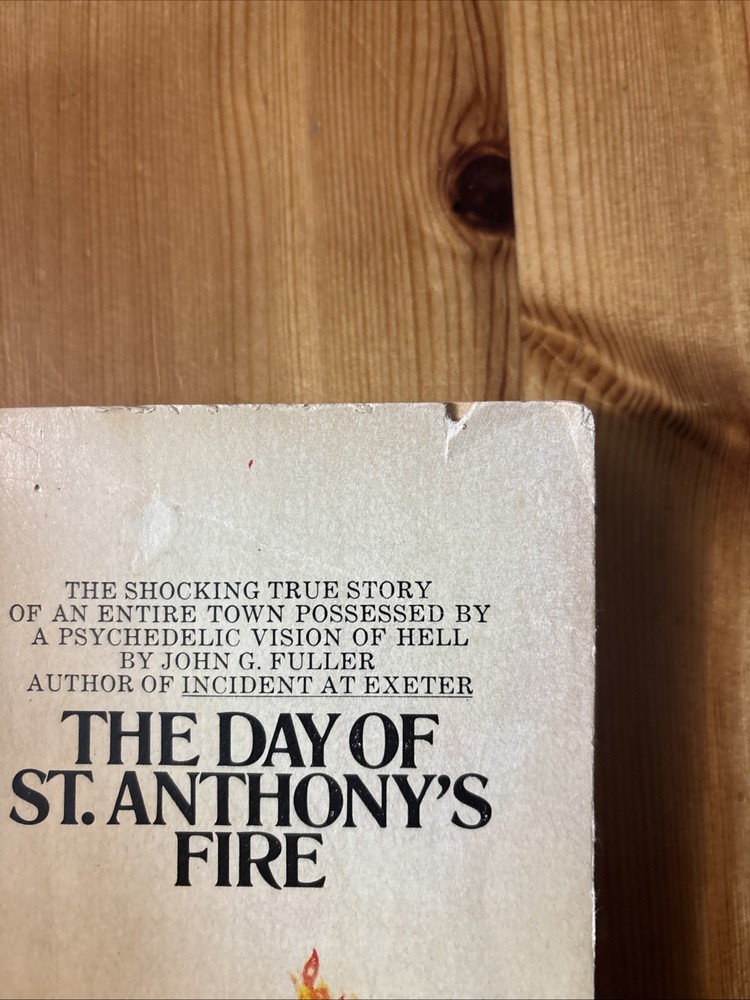 THE SHOCKING TRUE STORY
OF AN ENTIRE TOWN POSSESSED BY
A PSYCHEDELIC VISION OF HELL
BY JOHN G. FULLER
AUTHOR OF INCIDENT AT EXETER
THE DAY OF
ST. ANTHONY'S
FIRE